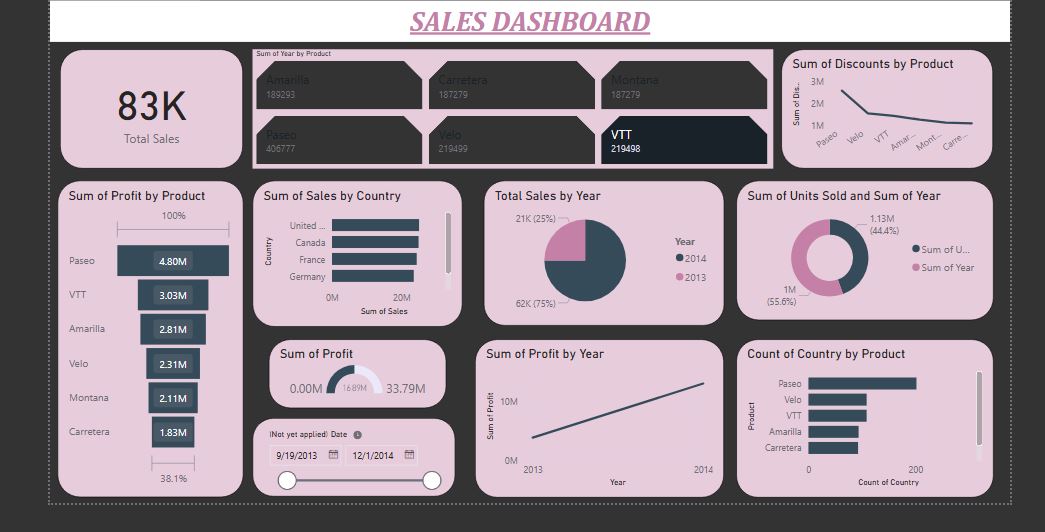 SALES DASHBOARD
83K
Total Sales
Sum of Year by Product
Amarilla
189293
Carretera
187279
Montana
187279
Paseo
406777
Velo
219499
VTT
219498
Sum of Discounts by Product
Sum of Dis..
3M
2M
1M
Paseo
Velo
VTT
Amar...
Mont...
Carre...
Sum of Profit by Product
100%
Paseo
4.80M
VTT
3.03M
Amarilla
2.81M
Velo
2.31M
Montana
2.11M
Carretera
1.83M
38.1%
Sum of Sales by Country
Country
United ...
Canada
France
Germany
0M
20M
Sum of Sales
Total Sales by Year
21K (25%)
62K (75%)
Year
2014
2013
Sum of Units Sold and Sum of Year
1.13M
(44.4%)
1M
(55.6%)
Sum of U...
Sum of Year
Sum of Profit
0.00M
16.89M
33.79M
(Not yet applied) Date
9/19/2013
12/1/2014
Sum of Profit by Year
Sum of Profit
10M
0M
2013
2014
Year
Count of Country by Product
Product
Paseo
Velo
VTT
Amarilla
Carretera
0
200
Count of Country